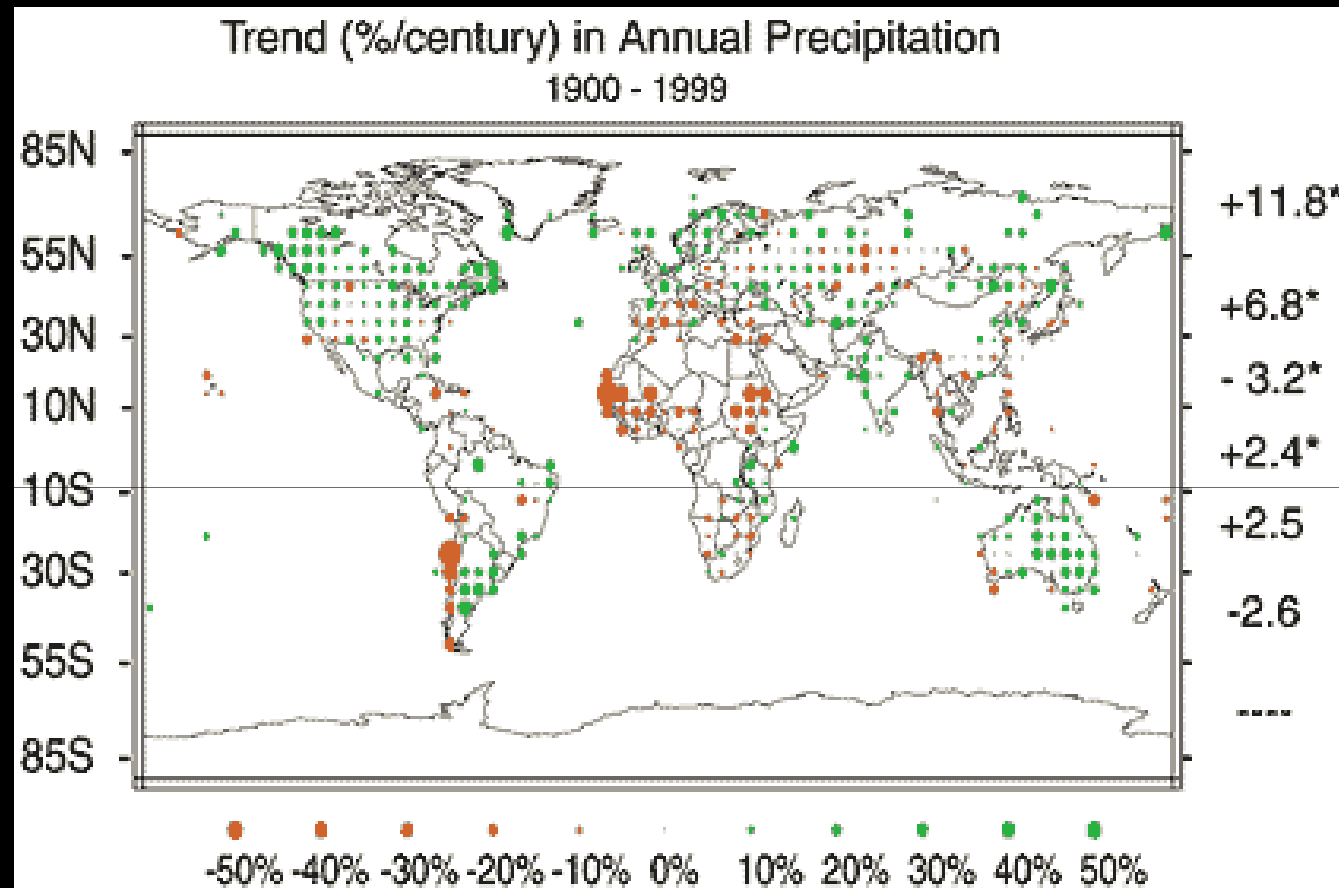 Trend (%/century) in Annual Precipitation
1900 - 1999
85N
+11.8*
55N
+6.8*
30N
- 3.2*
10N
+2.4*
10S
+2.5
30S
-2.6
55S
----
85S
-50% -40% -30% -20% -10% 0% 10% 20% 30% 40% 50%